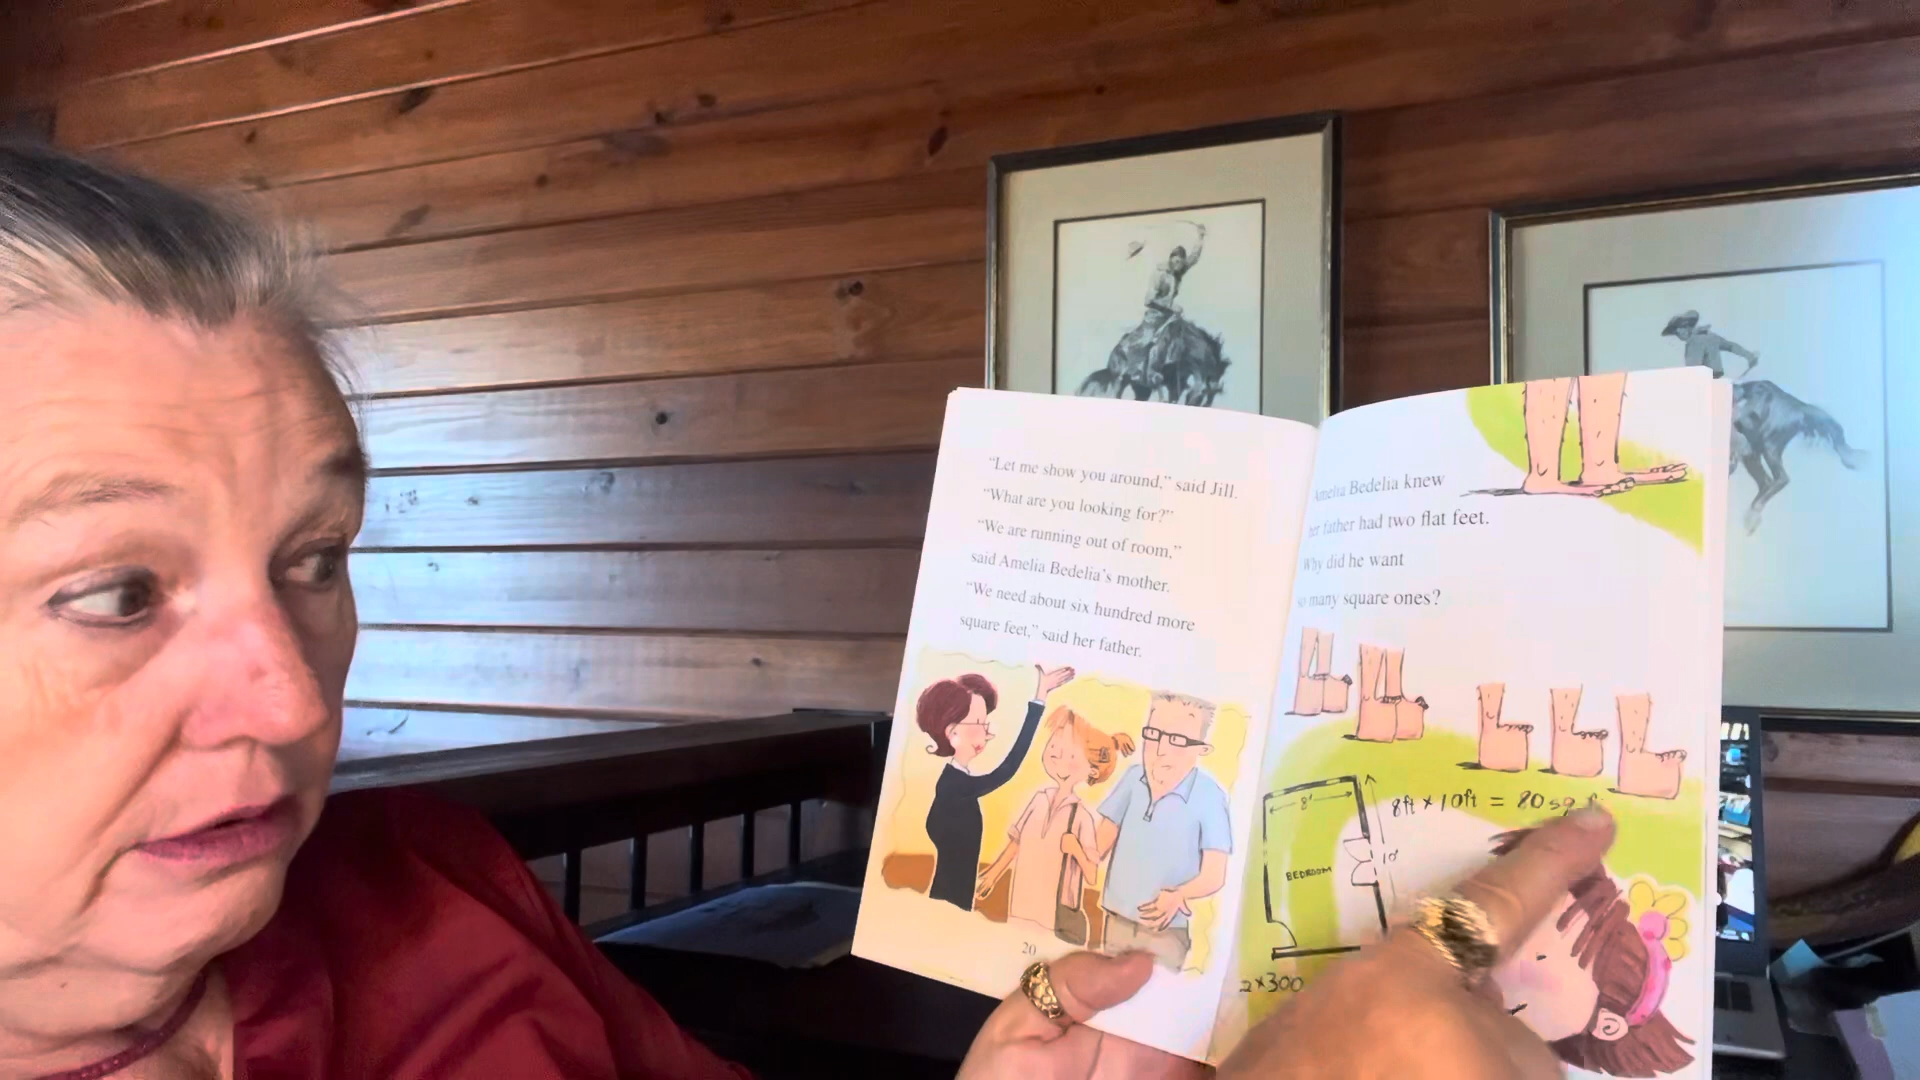 “Let me show you around,” said Jill.
“What are you looking for?”
“We are running out of room,”
said Amelia Bedelia’s mother.
“We need about six hundred more
square feet,” said her father.
20
Amelia Bedelia knew
her father had two flat feet.
Why did he want
so many square ones?
8ft × 10ft = 80 sq
8'
10'
BEDROOM
2×300